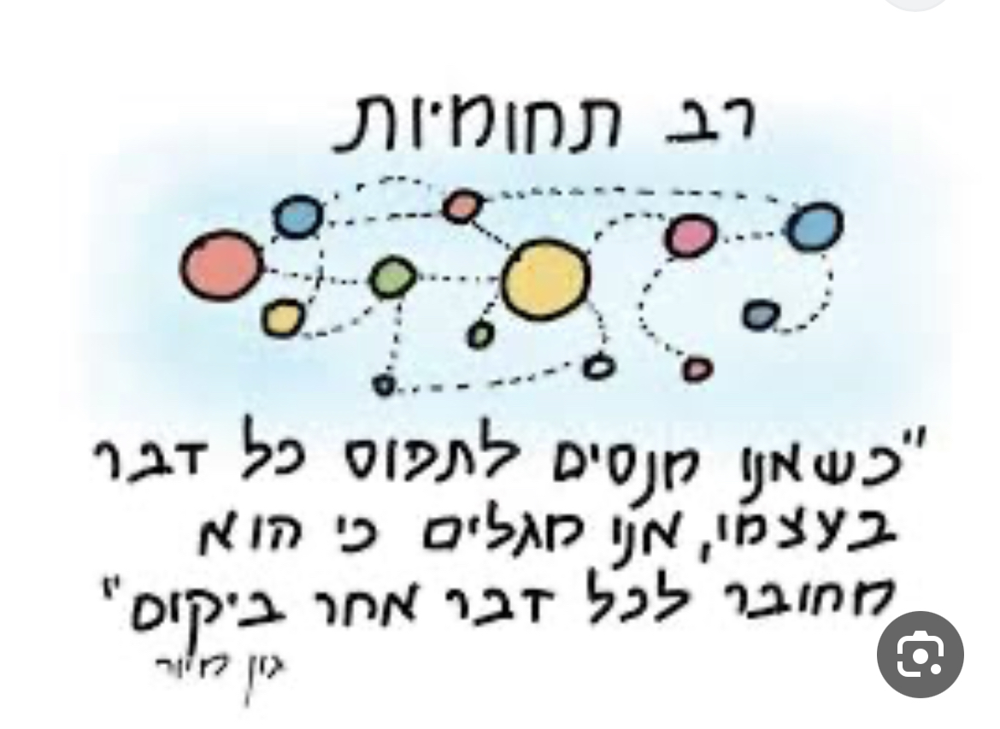 רב תחומיות
"כשאנו מנסים לתפוס כל דבר
בעצמו, אנו מגלים כי הוא
מחובר לכל דבר אחר ביקום"
ג'ון מיור